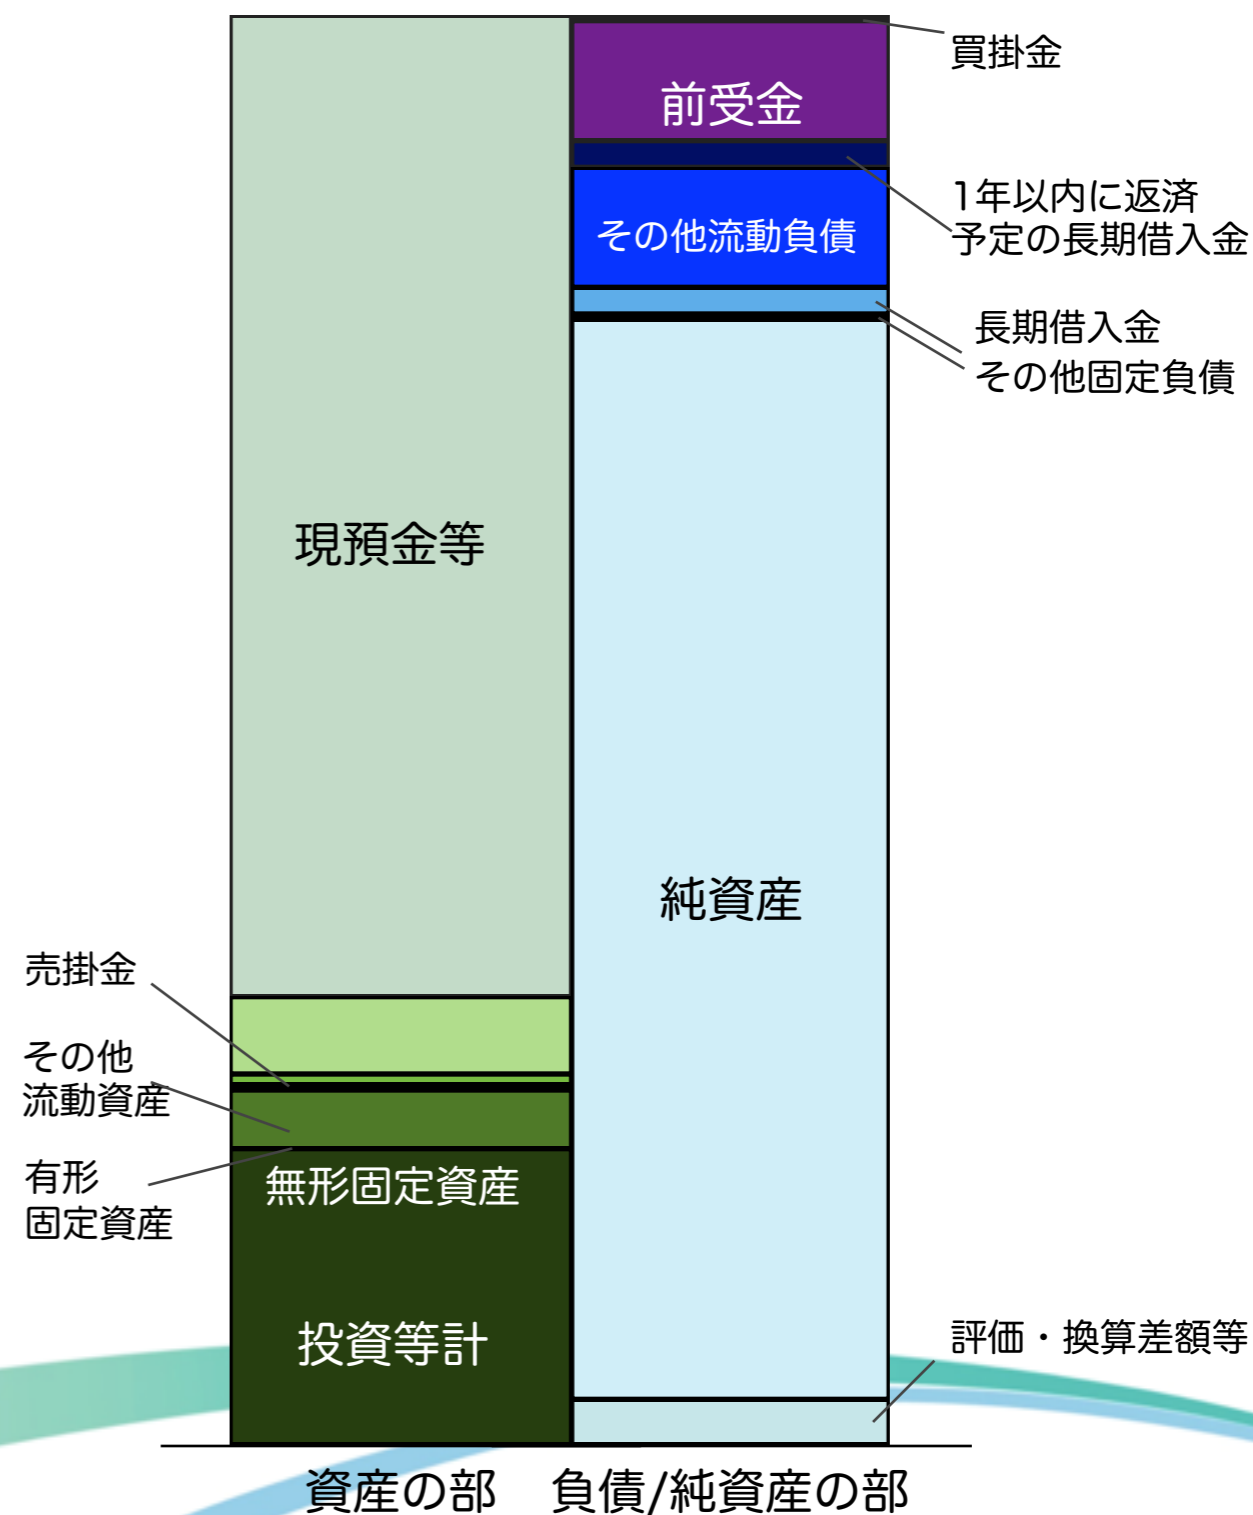 買掛金
前受金
1年以内に返済
予定の長期借入金
その他流動負債
長期借入金
その他固定負債
現預金等
純資産
売掛金
その他
流動資産
有形
固定資産
無形固定資産
投資等計
評価・換算差額等
資産の部 負債/純資産の部